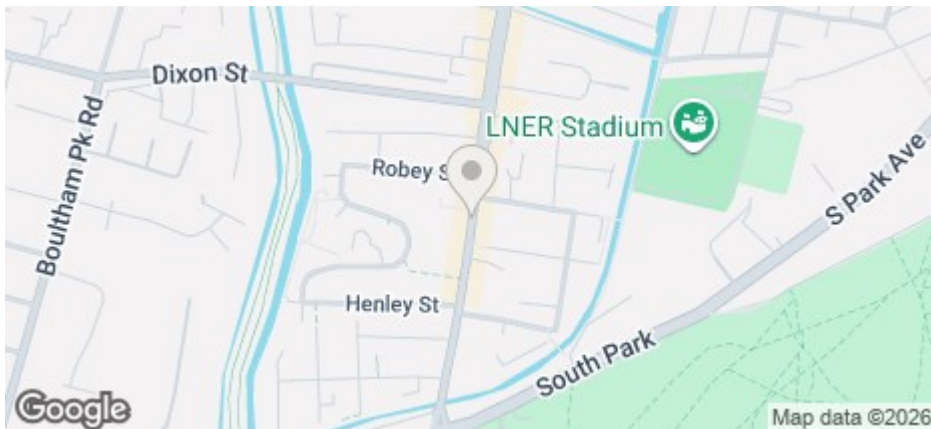 Dixon St
LNER Stadium
Robey S
S Park Ave
Boultham Pk Rd
Henley St
South Park
Google
Map data ©2026